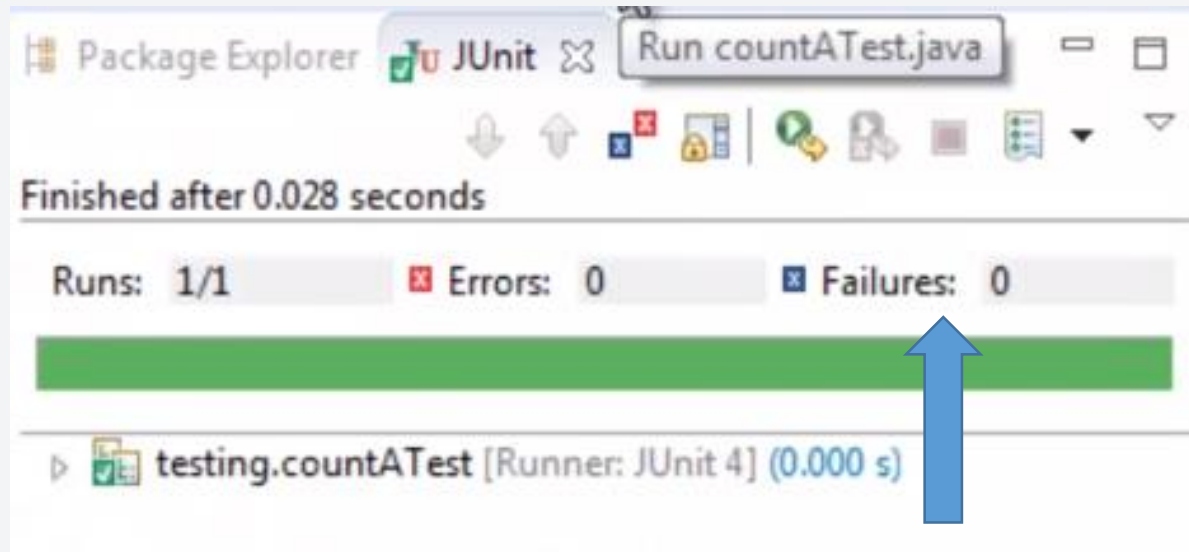 Package Explorer JUnit Run countATest.java
Finished after 0.028 seconds
Runs: 1/1 Errors: 0 Failures: 0
testing.countATest [Runner: JUnit 4] (0.000 s)